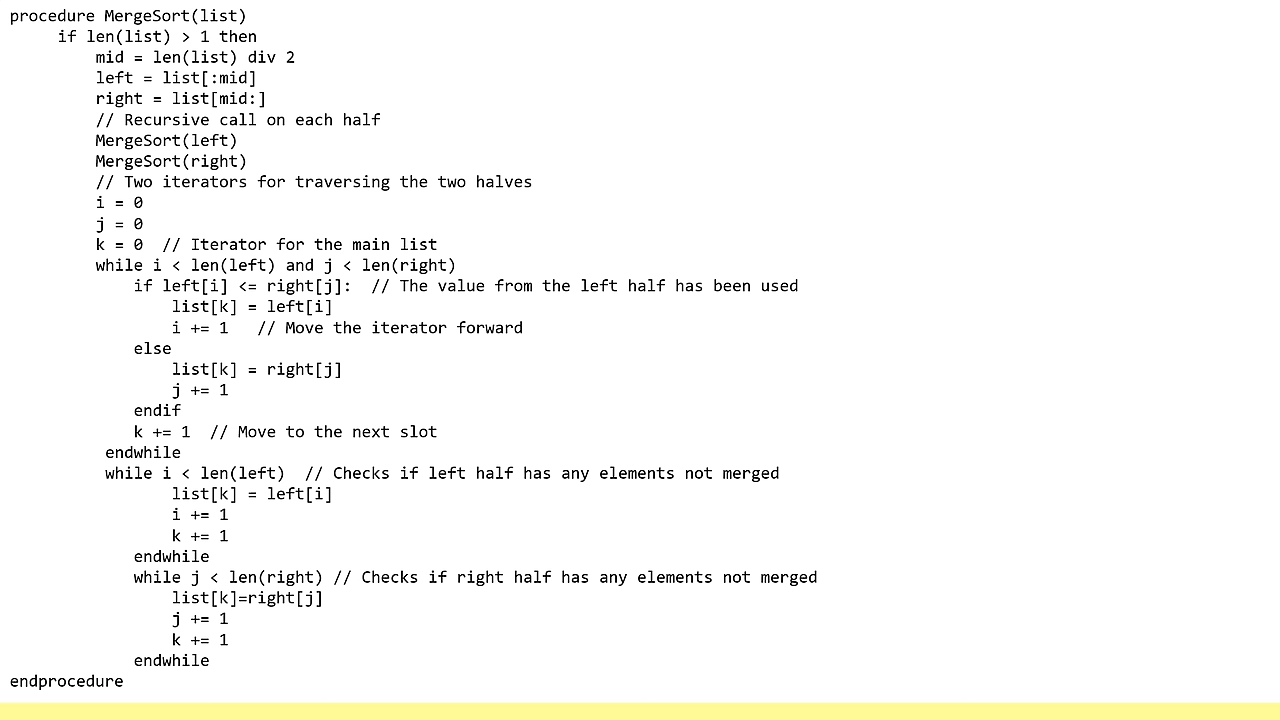 procedure MergeSort(list)
     if len(list) > 1 then
         mid = len(list) div 2
         left = list[:mid]
         right = list[mid:]
         // Recursive call on each half
         MergeSort(left)
         MergeSort(right)
         // Two iterators for traversing the two halves
         i = 0
         j = 0
         k = 0  // Iterator for the main list
         while i < len(left) and j < len(right)
             if left[i] <= right[j]:  // The value from the left half has been used
                 list[k] = left[i]
                 i += 1   // Move the iterator forward
             else
                 list[k] = right[j]
                 j += 1
             endif
             k += 1  // Move to the next slot
          endwhile
          while i < len(left)  // Checks if left half has any elements not merged
                 list[k] = left[i]
                 i += 1
                 k += 1
             endwhile
             while j < len(right) // Checks if right half has any elements not merged
                 list[k]=right[j]
                 j += 1
                 k += 1
             endwhile
endprocedure